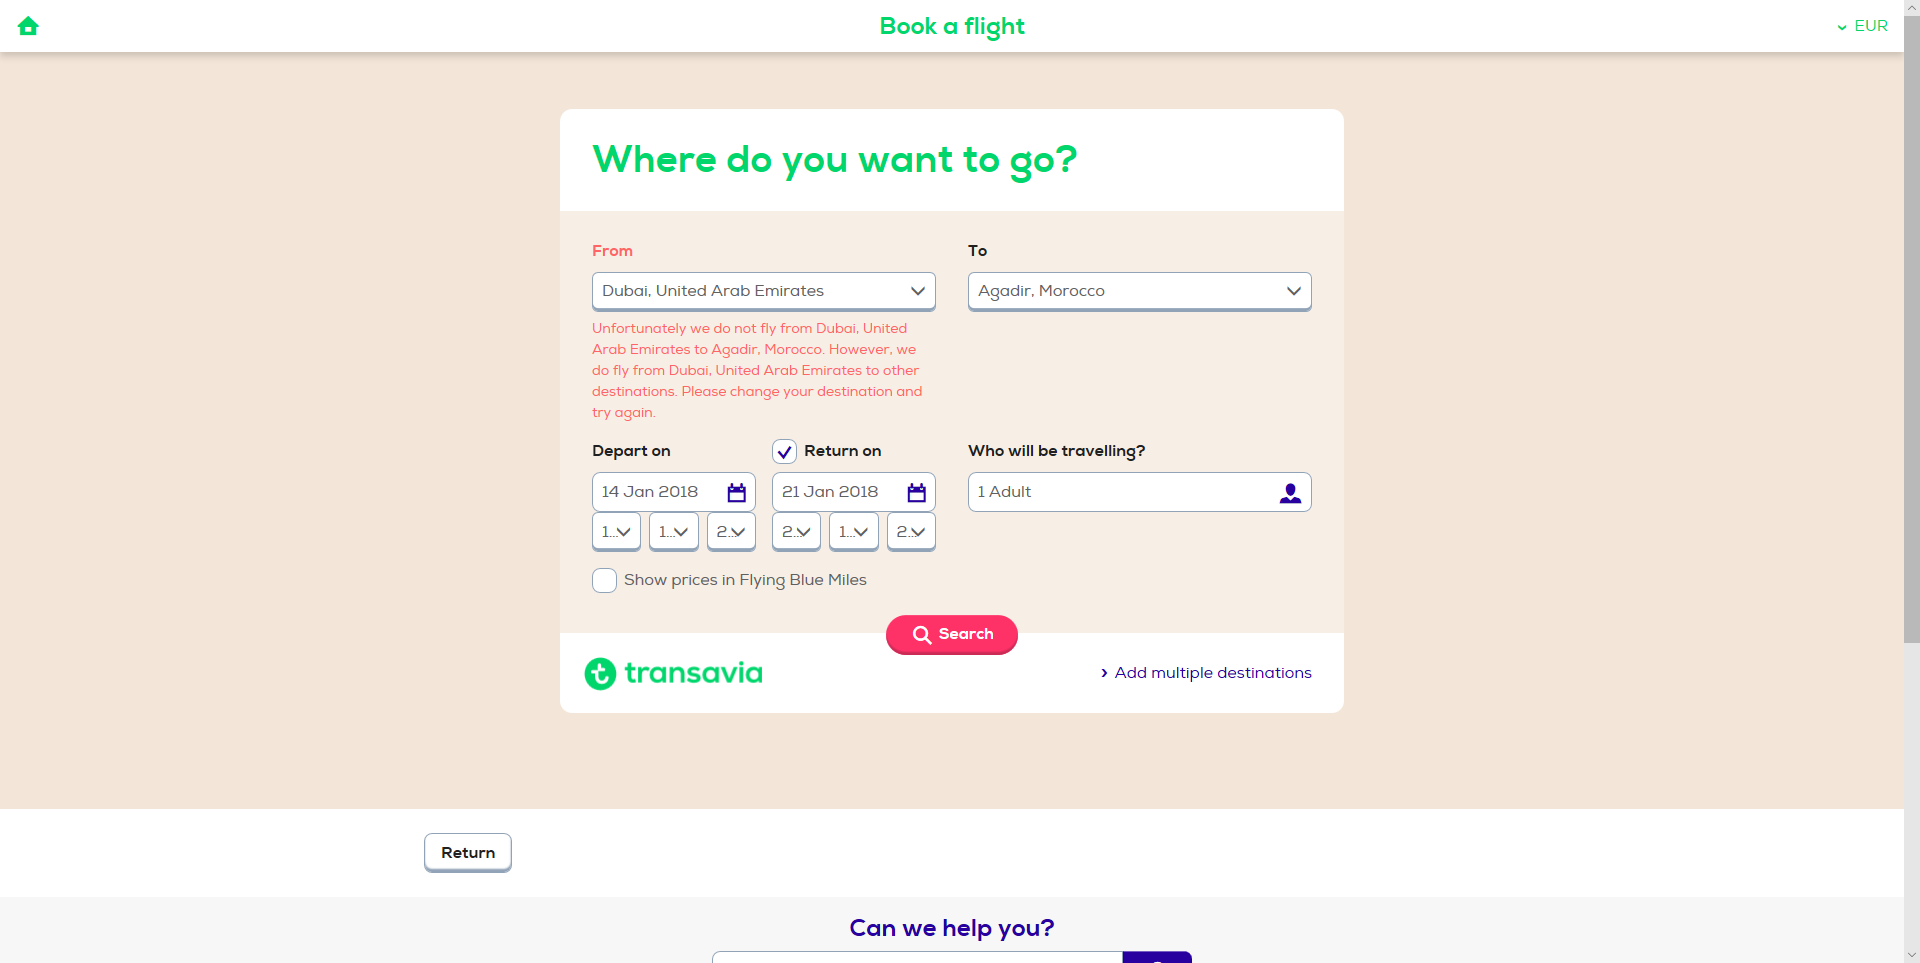 Book a flight
EUR
Where do you want to go?
From
To
Dubai, United Arab Emirates
Agadir, Morocco
Unfortunately we do not fly from Dubai, United
Arab Emirates to Agadir, Morocco. However, we
do fly from Dubai, United Arab Emirates to other
destinations. Please change your destination and
try again.
Depart on
Return on
Who will be travelling?
14 Jan 2018
21 Jan 2018
1 Adult
1...
1...
2...
2...
1...
2...
Show prices in Flying Blue Miles
Search
transavia
Add multiple destinations
Return
Can we help you?